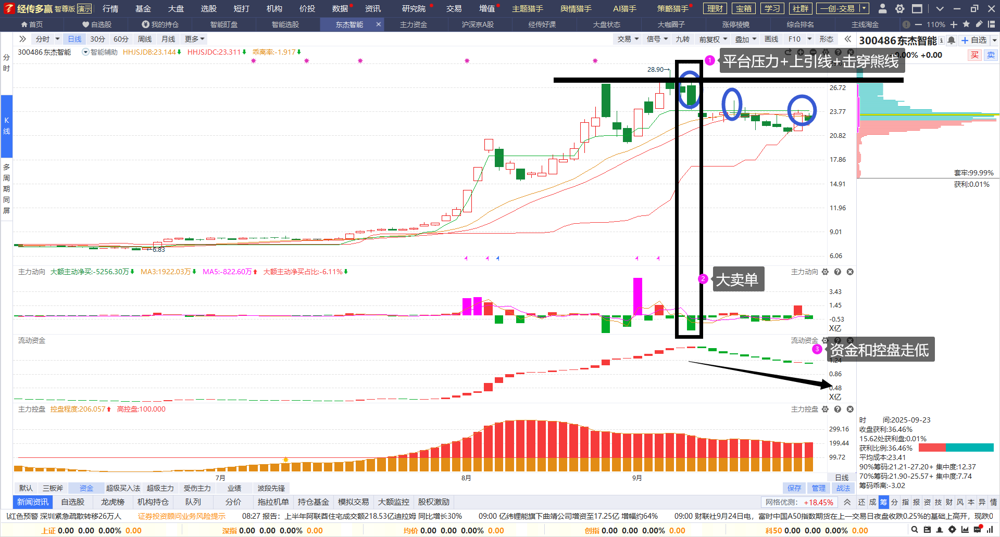 经传多赢 智尊版 演示 行情 基金 大盘 选股 短打 机构 价投 数据 资讯 研究院 交易 增值 主题猎手 舆情猎手 AI猎手 策略猎手 理财 宝箱 学习 社群 一创-交易
首页 自选股 我的持仓 智能盯盘 智能选股 东杰智能 主力资金 沪深京A股 经传好课 大盘状态 大咖圈子 涨停棱镜 综合排名 主线淘金 110%
分时 日线 30分 60分 周线 月线 更多 交易 信号 九转 前复权 叠加 画线 F10 形态 300486东杰智能 自选
300486东杰智能 智能辅助 HHJSJDB:23.144 HHJSJDC:23.311 乖离率:-1.917
0.00% +0.00 买 卖
1 平台压力+上引线+击穿熊线
分时
K线
多周期同屏
28.90
6.83
26.72
23.77
20.82
17.86
14.91
11.96
9.01
6.06
套牢:99.99%
获利:0.01%
主力动向 大额主动净买:-5256.30万 MA3:1922.03万 MA5:-822.60万 大额主动净买占比:-6.11% 主力动向
2 大卖单
3.43
1.45
-0.53
X亿
流动资金 流动资金
3 资金和控盘走低
1.24
0.86
0.48
X亿
主力控盘 控盘程度:206.057 高控盘:100.000 主力控盘
299.16
199.44
99.72
7月 8月 9月 日线
时 间:2025-09-23
收盘获利:36.46%
15.62处获利盘:0.01%
获利比例:36.46%
平均成本:23.41
90%筹码:21.21-27.20+ 集中度:12.37
70%筹码:21.90-25.57+ 集中度:7.74
筹码乖离:-3.02
默认 三板斧 资金 超级买入法 超级主力 受伤主力 业绩 波段先锋 保存 管理 战法
新闻资讯 自选股 龙虎榜 机构持仓 队列 分价 拖拉机单 持仓基金 模拟交易 大额监控 股权激励 网格优测: +18.45% 还 成 筹 分 指 报 资 技 财 风 本 异 情
红色预警 深圳紧急疏散转移26万人 证券投资顾问业务风险提示 08:27 报告：上半年阿联酋住宅成交额218.53亿迪拉姆 同比增长30% 09:00 亿纬锂能旗下曲靖公司增资至17.25亿 增幅约64% 09:00 财联社9月24日电，富时中国A50指数期货在上一交易日夜盘收跌0.25%的基础上高开，现跌0
上证 0.00 0.00 0.00% 0.00 深指 0.00 0.00 0.00% 0.00 均价 0.00 0.00 0.00% 0.00 创指 0.00 0.00 0.00% 0.00 科50 0.00 0.00 0.00% 0.00